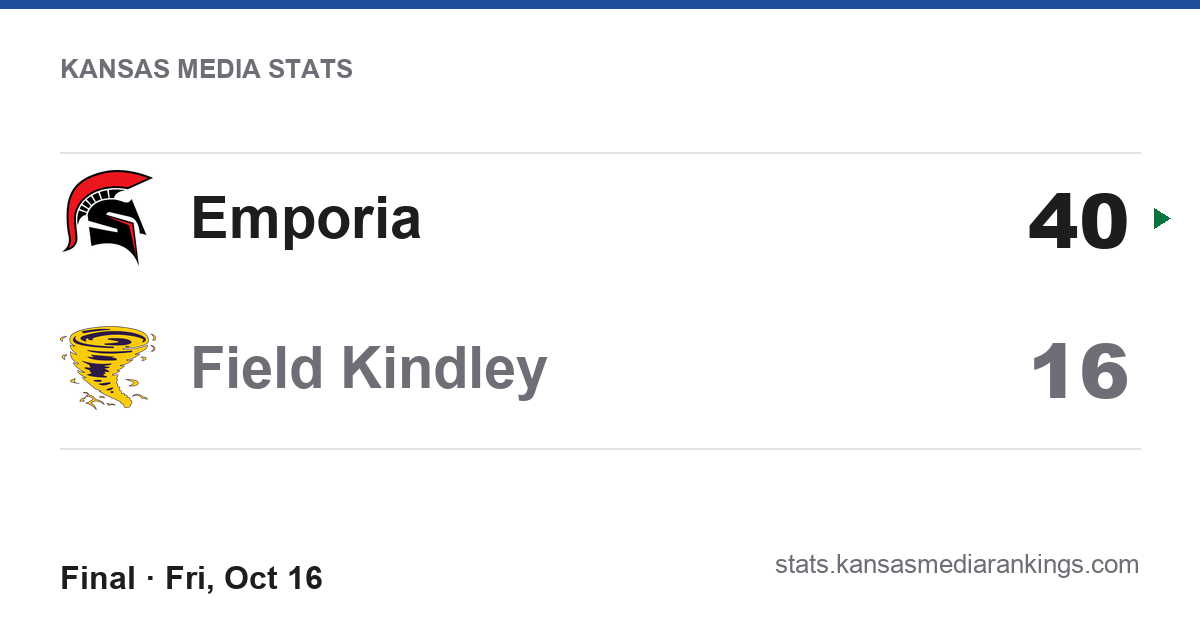 KANSAS MEDIA STATS
Emporia 40
Field Kindley 16
Final · Fri, Oct 16
stats.kansasmediarankings.com